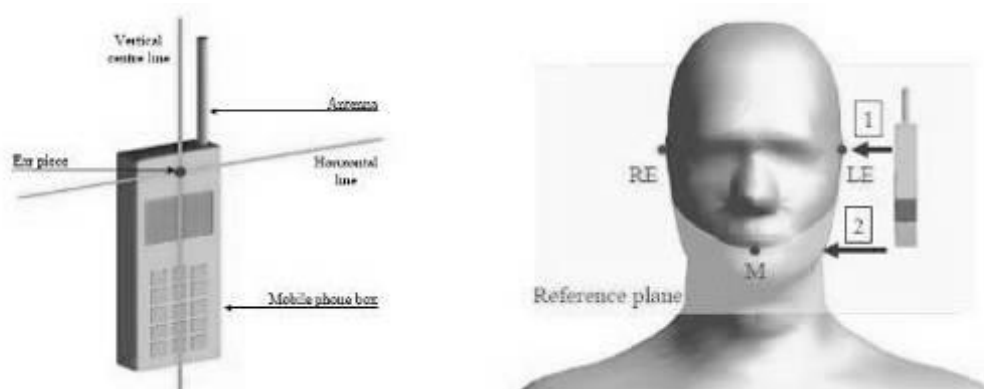 Vertical
centre line
Antenna
Ear piece
Horizontal
line
Mobile phone box
1
RE
LE
2
M
Reference plane